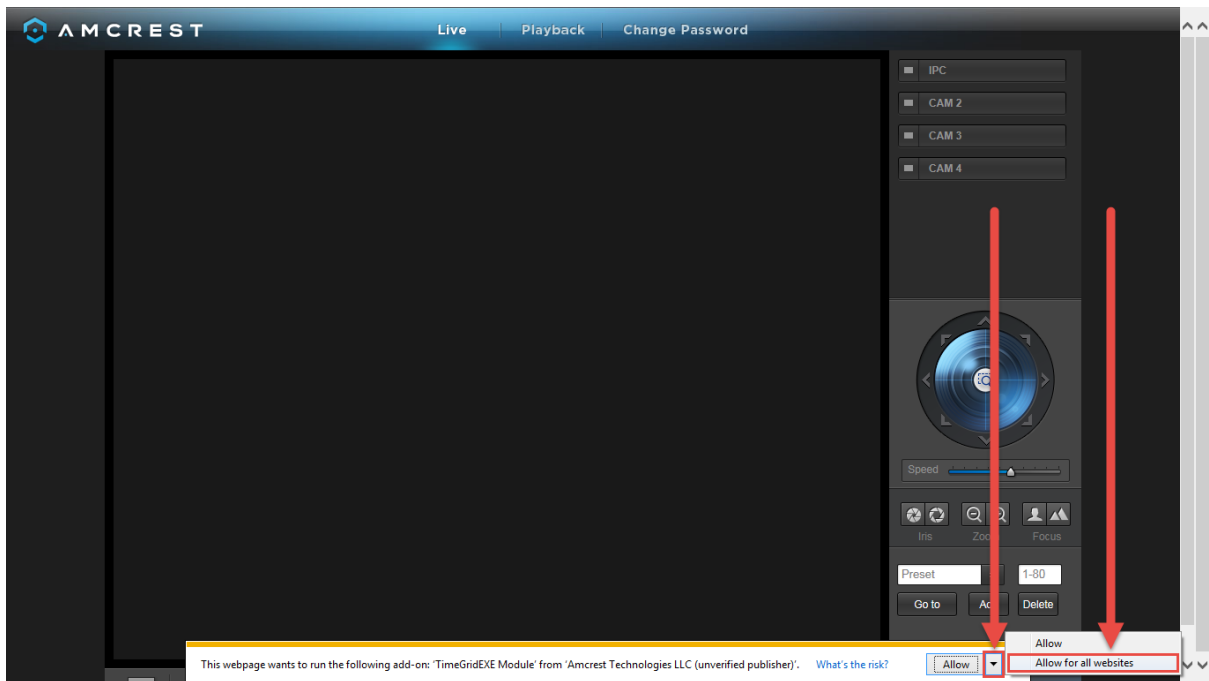 AMCREST
Live Playback Change Password
IPC
CAM 2
CAM 3
CAM 4
Speed
Iris Focus
Preset 1-80
Go to Delete
Allow
This webpage wants to run the following add-on: 'TimeGridEXE Module' from 'Amcrest Technologies LLC (unverified publisher)'. What's the risk? Allow
Allow for all websites